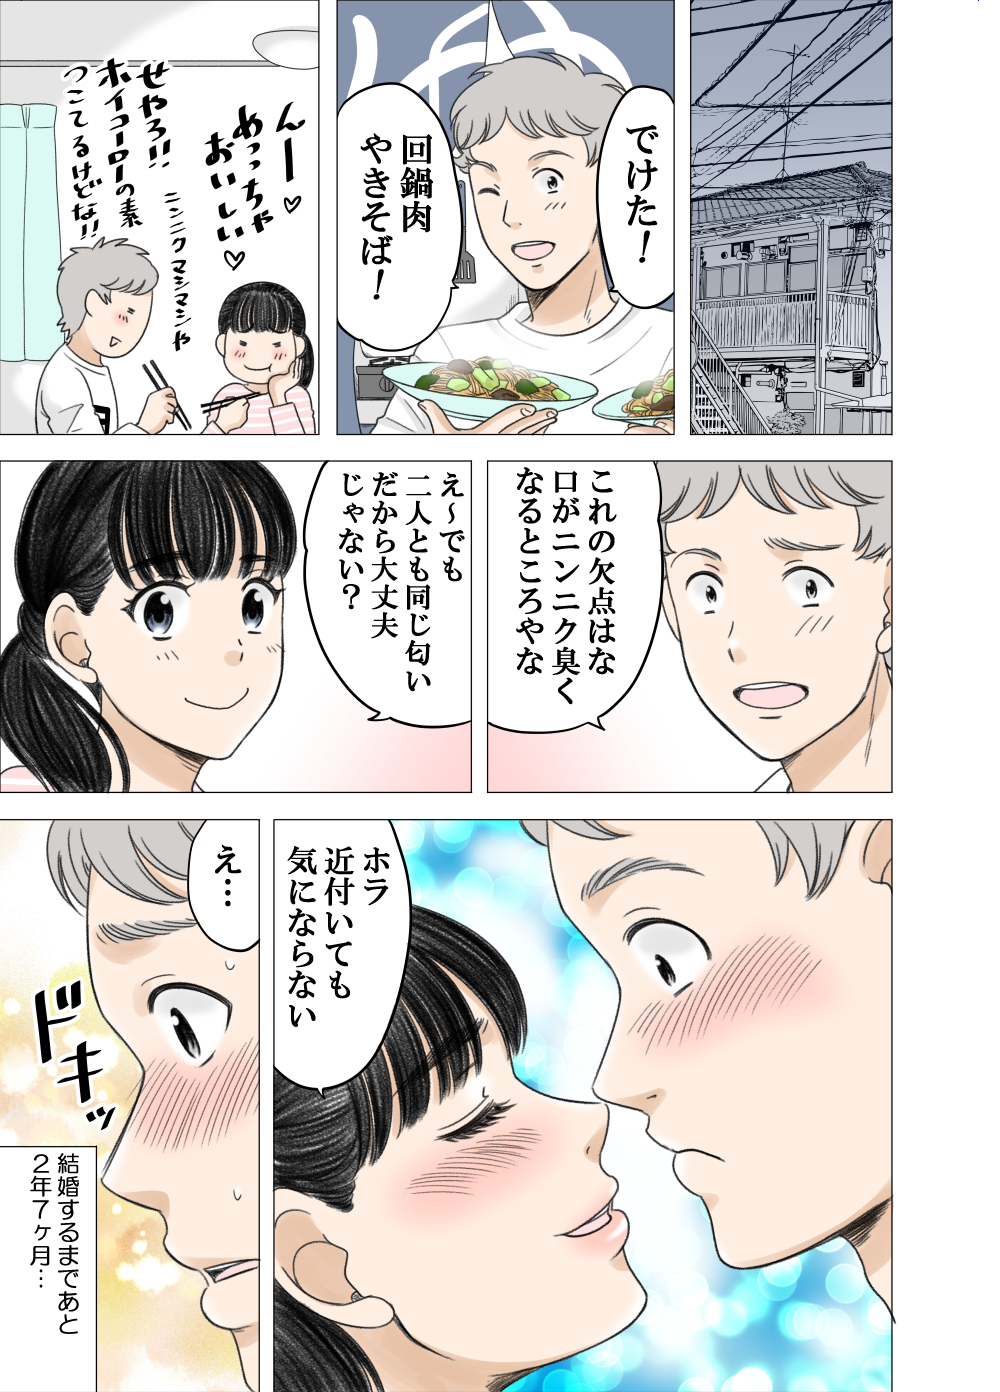 でけた！
回鍋肉
やきそば！
んー
めっちゃ
おいしい♡♡
せやろ!!
ニンニクマシマシや
ホイコーローの素
つこてるけどな!!
これの欠点はな
口がニンニク臭く
なるところやな
え〜でも
二人とも同じ匂い
だから大丈夫
じゃない？
ホラ
近付いても
気にならない
え…
ドキッ
結婚するまであと
2年7ヶ月…